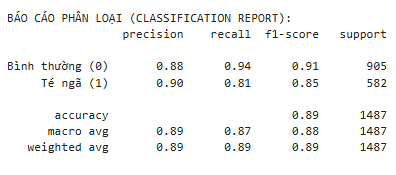 BÁO CÁO PHÂN LOẠI (CLASSIFICATION REPORT):
precision recall f1-score support
Bình thường (0) 0.88 0.94 0.91 905
Té ngã (1) 0.90 0.81 0.85 582
accuracy 0.89 1487
macro avg 0.89 0.87 0.88 1487
weighted avg 0.89 0.89 0.89 1487